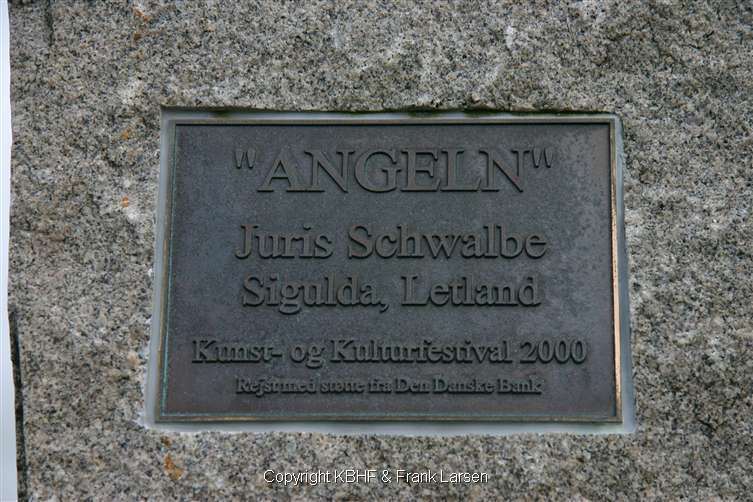 "ANGELN"
Juris Schwalbe
Sigulda, Letland
Kunst- og Kulturfestival 2000
Rejst med støtte fra Den Danske Bank
Copyright KBHF & Frank Larsen